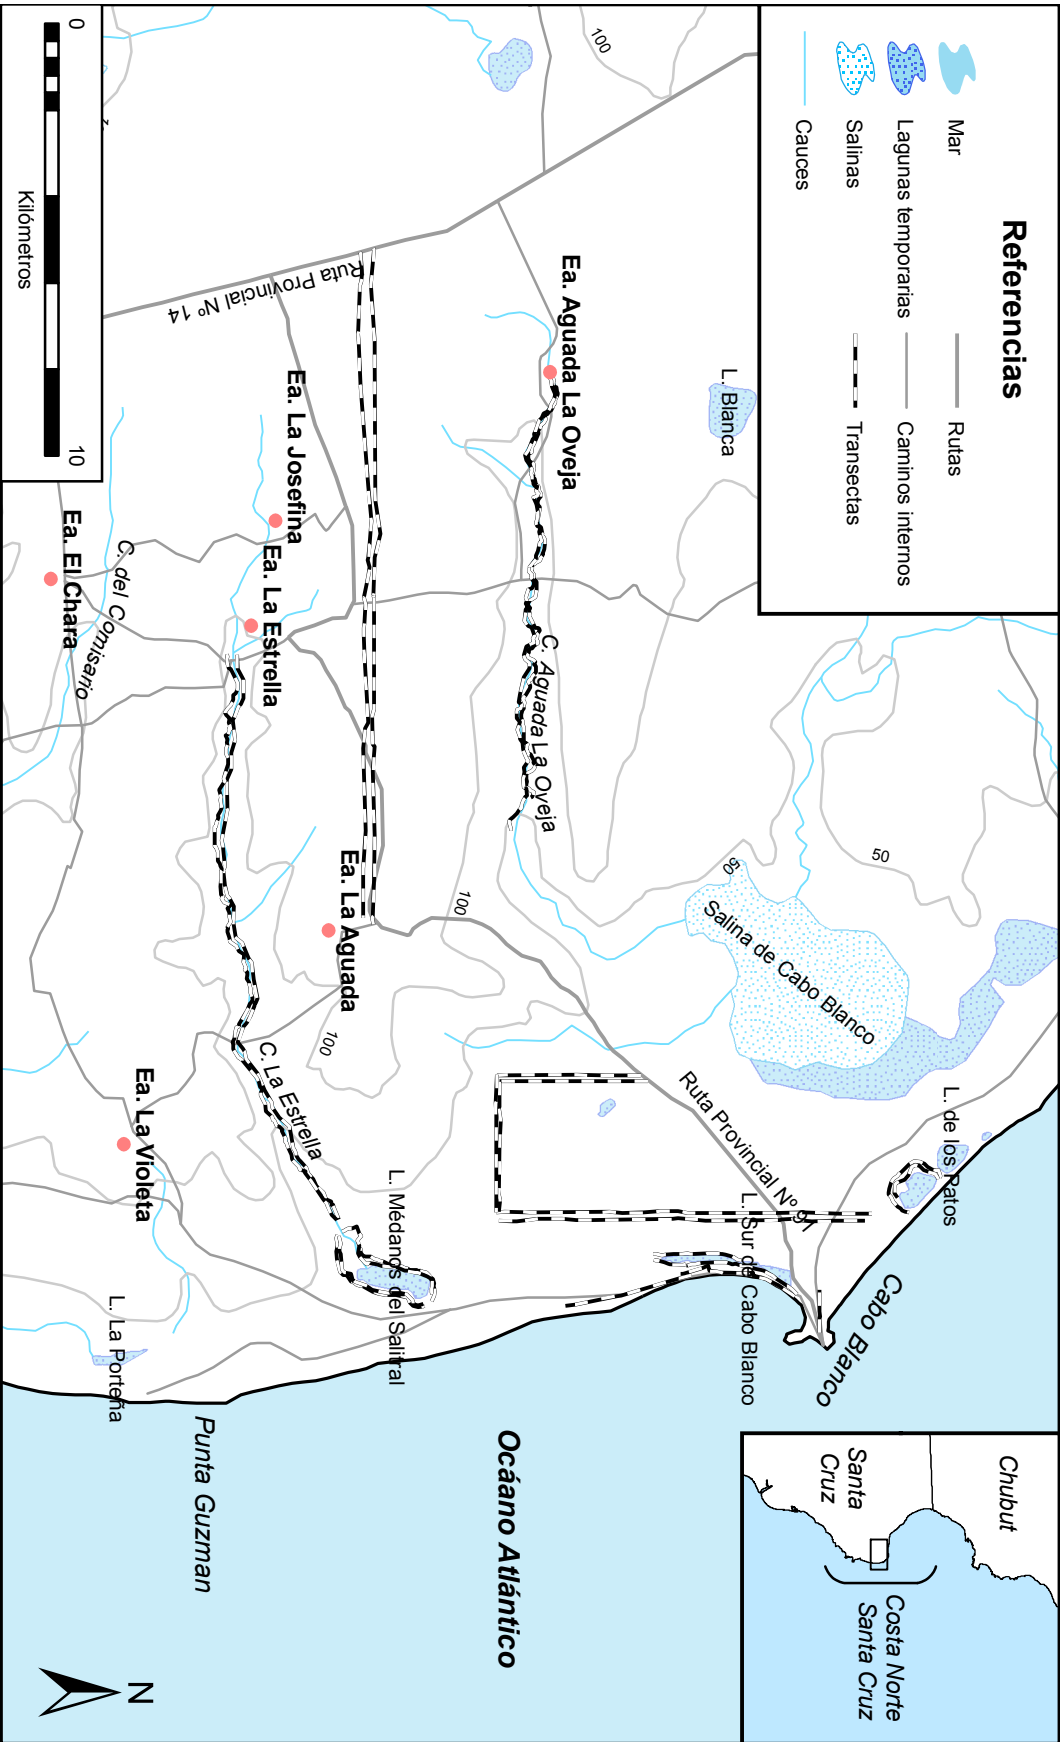 Referencias
Mar
Lagunas temporarias
Salinas
Cauces
Rutas
Caminos internos
Transectas
Chubut
Santa
Cruz
Costa Norte
Santa Cruz
100
50
50
L. Blanca
Salina de Cabo Blanco
L. de los Patos
Cabo Blanco
Ruta Provincial Nº 91
L. Sur de Cabo Blanco
Ea. Aguada La Oveja
C. Aguada La Oveja
100
Ocáano Atlántico
Ruta Provincial Nº 14
Ea. La Aguada
100
L. Médanos del Salitral
Ea. La Josefina
Ea. La Estrella
C. La Estrella
Punta Guzman
C. del Comisario
Ea. El Chara
Ea. La Violeta
L. La Porteña
0
10
Kilómetros
N